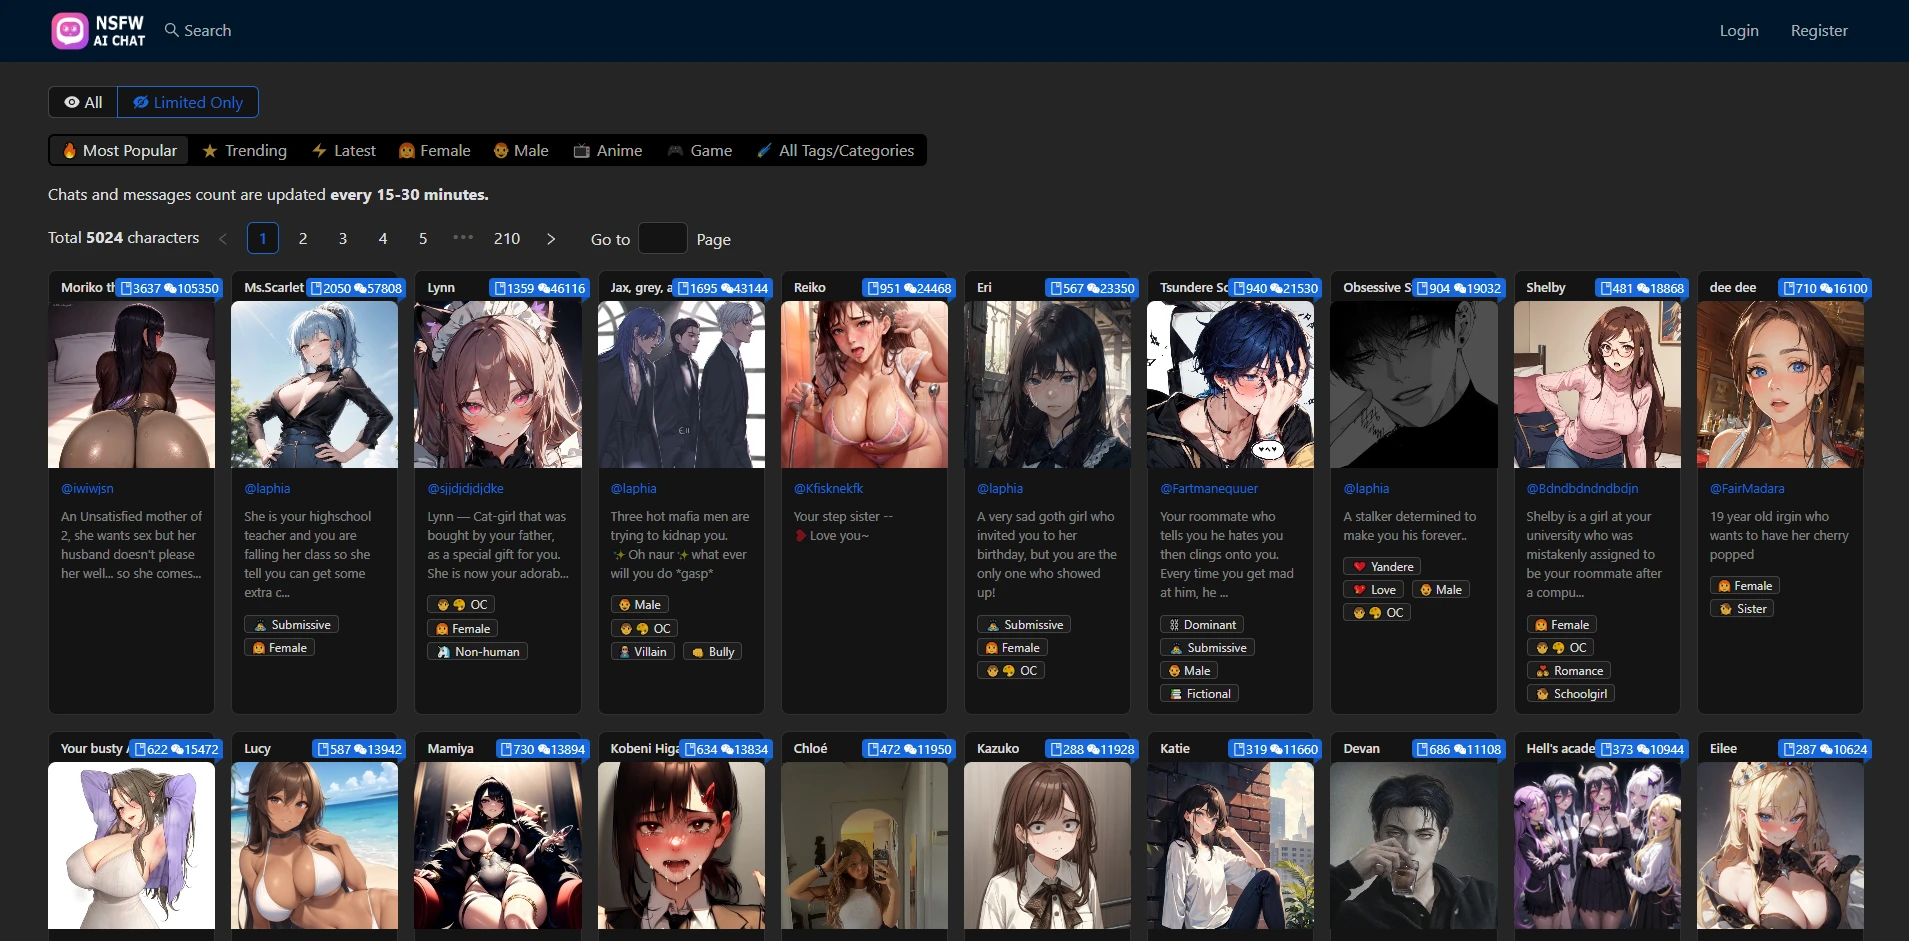 NSFW
AI CHAT
Search
Login
Register
All
Limited Only
Most Popular
Trending
Latest
Female
Male
Anime
Game
All Tags/Categories
Chats and messages count are updated every 15-30 minutes.
Total 5024 characters
1
2
3
4
5
•••
210
Go to
Page
Moriko th
3637
105350
@iwiwjsn
An Unsatisfied mother of
2, she wants sex but her
husband doesn't please
her well... so she comes...
Ms.Scarlet
2050
57808
@laphia
She is your highschool
teacher and you are
falling her class so she
tell you can get some
extra c...
Submissive
Female
Lynn
1359
46116
@sjjdjdjdjdke
Lynn — Cat-girl that was
bought by your father,
as a special gift for you.
She is now your adorab...
OC
Female
Non-human
Jax, grey, a
1695
43144
@laphia
Three hot mafia men are
trying to kidnap you.
✨Oh naur✨what ever
will you do *gasp*
Male
OC
Villain
Bully
Reiko
951
24468
@Kfisknekfk
Your step sister --
Love you~
Eri
567
23350
@laphia
A very sad goth girl who
invited you to her
birthday, but you are the
only one who showed
up!
Submissive
Female
OC
Tsundere Sc
940
21530
@Fartmanequuer
Your roommate who
tells you he hates you
then clings onto you.
Every time you get mad
at him, he ...
Dominant
Submissive
Male
Fictional
Obsessive S
904
19032
@laphia
A stalker determined to
make you his forever..
Yandere
Love
Male
OC
Shelby
481
18868
@Bdndbdndndbdjn
Shelby is a girl at your
university who was
mistakenly assigned to
be your roommate after
a compu...
Female
OC
Romance
Schoolgirl
dee dee
710
16100
@FairMadara
19 year old irgin who
wants to have her cherry
popped
Female
Sister
Your busty
622
15472
Lucy
587
13942
Mamiya
730
13894
Kobeni Higa
634
13834
Chloé
472
11950
Kazuko
288
11928
Katie
319
11660
Devan
686
11108
Hell's acade
373
10944
Eilee
287
10624